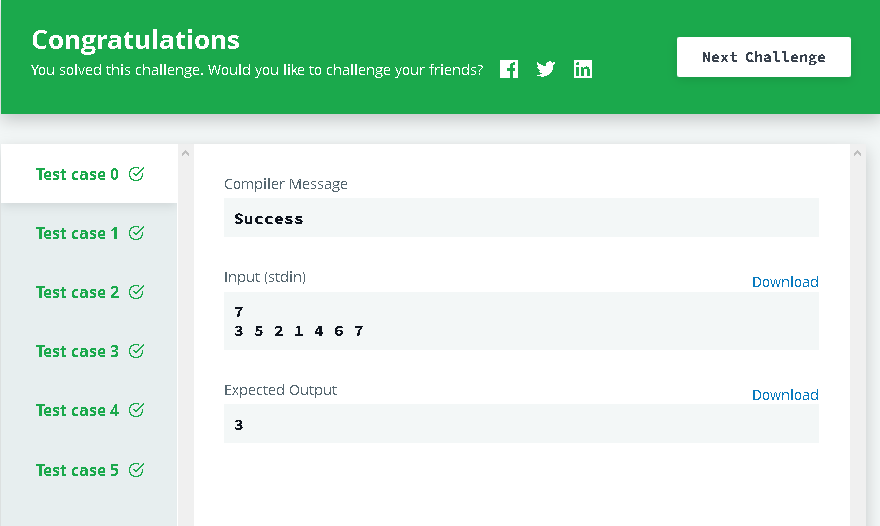 Congratulations
You solved this challenge. Would you like to challenge your friends?
Next Challenge
Test case 0
Test case 1
Test case 2
Test case 3
Test case 4
Test case 5
Compiler Message
Success
Input (stdin)
Download
7
3 5 2 1 4 6 7
Expected Output
Download
3